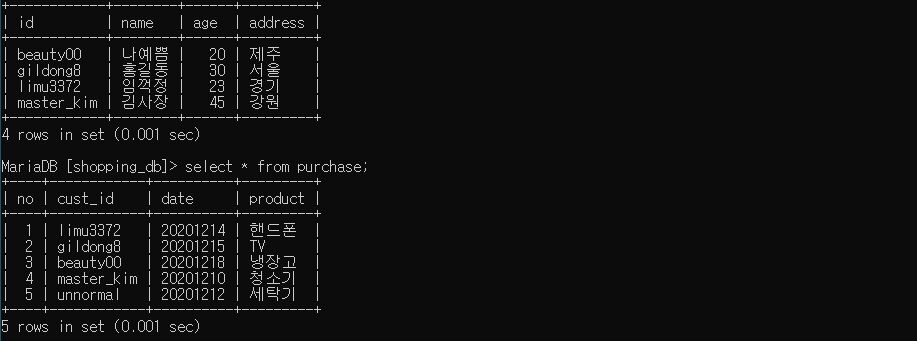 +------------+--------+------+---------+
| id         | name   | age  | address |
+------------+--------+------+---------+
| beauty00   | 나예쁨 |   20 | 제주    |
| gildong8   | 홍길동 |   30 | 서울    |
| limu3372   | 임꺽정 |   23 | 경기    |
| master_kim | 김사장 |   45 | 강원    |
+------------+--------+------+---------+
4 rows in set (0.001 sec)
MariaDB [shopping_db]> select * from purchase;
+----+------------+----------+---------+
| no | cust_id    | date     | product |
+----+------------+----------+---------+
|  1 | limu3372   | 20201214 |핸드폰  |
|  2 | gildong8   | 20201215 | TV      |
|  3 | beauty00   | 20201218 | 냉장고  |
|  4 | master_kim | 20201210 | 청소기  |
|  5 | unnormal   | 20201212 | 세탁기  |
+----+------------+----------+---------+
5 rows in set (0.001 sec)